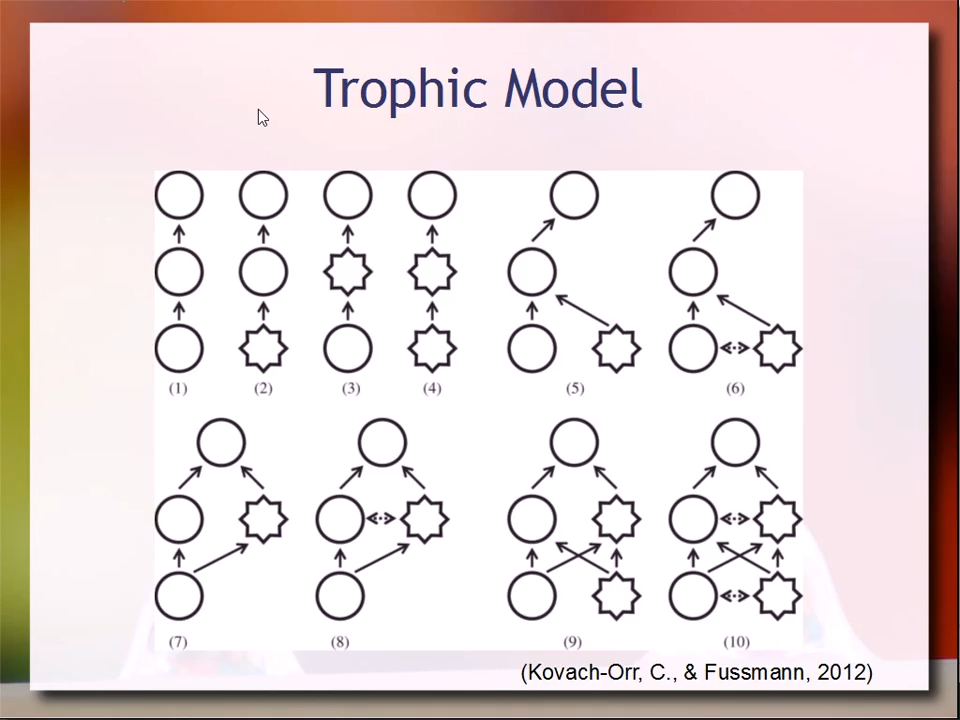 Trophic Model
(1) (2) (3) (4) (5) (6)
(7) (8) (9) (10)
(Kovach-Orr, C., & Fussmann, 2012)